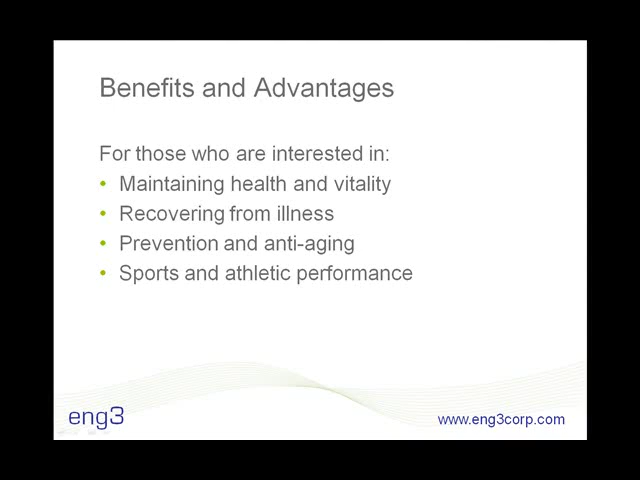 Benefits and Advantages
For those who are interested in:
• Maintaining health and vitality
• Recovering from illness
• Prevention and anti-aging
• Sports and athletic performance
eng3
www.eng3corp.com